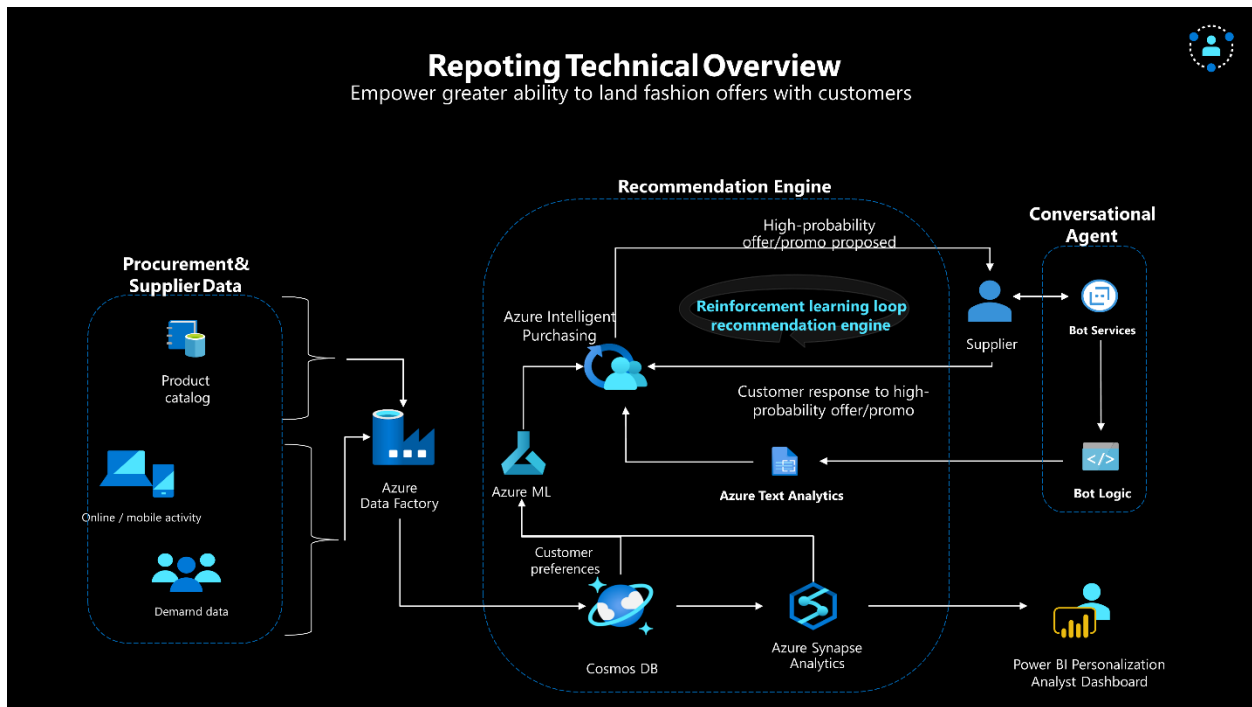 Repoting Technical Overview
Empower greater ability to land fashion offers with customers
Recommendation Engine
High-probability
offer/promo proposed
Conversational
Agent
Procurement&
Supplier Data
Reinforcement learning loop
recommendation engine
Azure Intelligent
Purchasing
Supplier
Bot Services
Product
catalog
Customer response to high-
probability offer/promo
Azure
Data Factory
Azure ML
Azure Text Analytics
Bot Logic
Online / mobile activity
Customer
preferences
Demarnd data
Cosmos DB
Azure Synapse
Analytics
Power BI Personalization
Analyst Dashboard